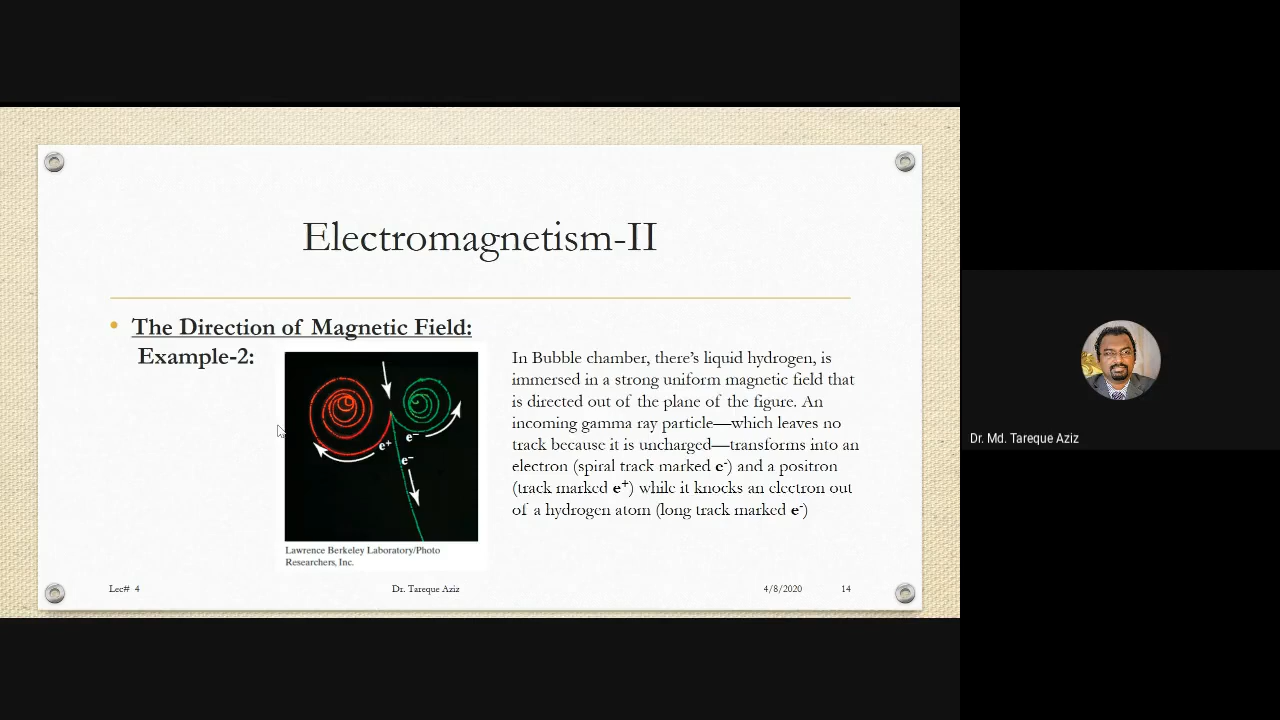 Electromagnetism-II
• The Direction of Magnetic Field:
Example-2:
e⁺
e⁻
e⁻
Lawrence Berkeley Laboratory/Photo
Researchers, Inc.
In Bubble chamber, there's liquid hydrogen, is
immersed in a strong uniform magnetic field that
is directed out of the plane of the figure. An
incoming gamma ray particle—which leaves no
track because it is uncharged—transforms into an
electron (spiral track marked e⁻) and a positron
(track marked e⁺) while it knocks an electron out
of a hydrogen atom (long track marked e⁻)
Lec# 4
Dr. Tareque Aziz
4/8/2020
14
Dr. Md. Tareque Aziz